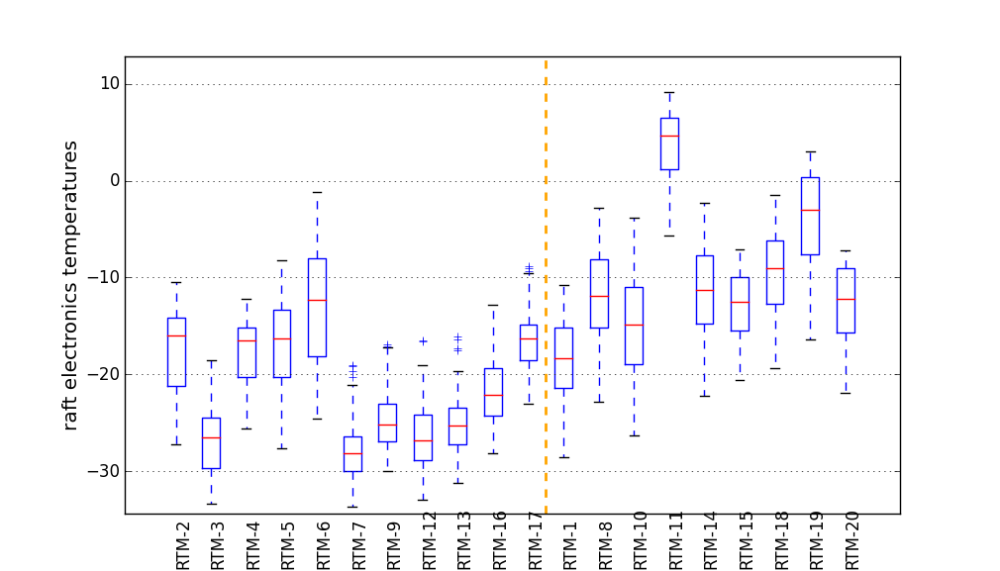 raft electronics temperatures
10
0
−10
−20
−30
RTM-2
RTM-3
RTM-4
RTM-5
RTM-6
RTM-7
RTM-9
RTM-12
RTM-13
RTM-16
RTM-17
RTM-1
RTM-8
RTM-10
RTM-11
RTM-14
RTM-15
RTM-18
RTM-19
RTM-20